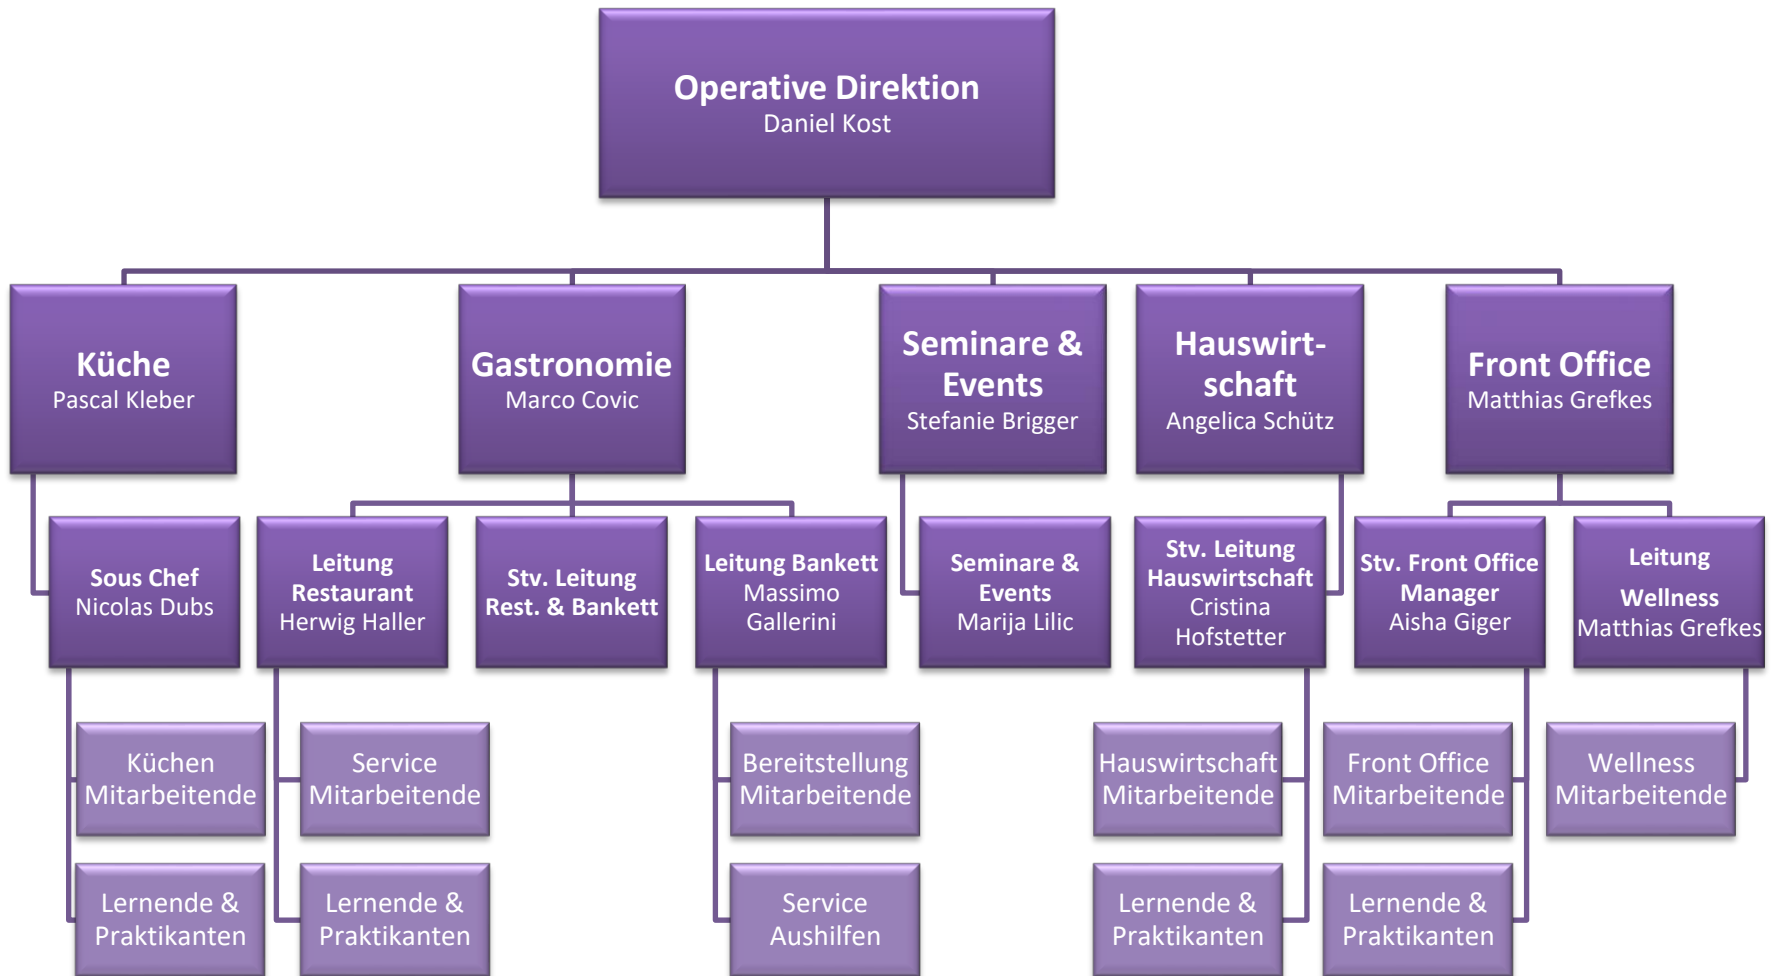 Operative Direktion
Daniel Kost
Küche
Pascal Kleber
Gastronomie
Marco Covic
Seminare &
Events
Stefanie Brigger
Hauswirt-
schaft
Angelica Schütz
Front Office
Matthias Grefkes
Sous Chef
Nicolas Dubs
Leitung
Restaurant
Herwig Haller
Stv. Leitung
Rest. & Bankett
Leitung Bankett
Massimo
Gallerini
Seminare &
Events
Marija Lilic
Stv. Leitung
Hauswirtschaft
Cristina
Hofstetter
Stv. Front Office
Manager
Aisha Giger
Leitung
Wellness
Matthias Grefkes
Küchen
Mitarbeitende
Service
Mitarbeitende
Bereitstellung
Mitarbeitende
Hauswirtschaft
Mitarbeitende
Front Office
Mitarbeitende
Wellness
Mitarbeitende
Lernende &
Praktikanten
Lernende &
Praktikanten
Service
Aushilfen
Lernende &
Praktikanten
Lernende &
Praktikanten